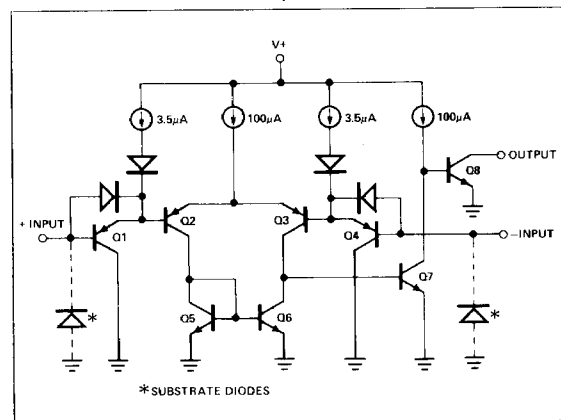 V+
3.5μA
100μA
3.5μA
100μA
Q8
OUTPUT
+ INPUT
Q1
Q2
Q3
Q4
–INPUT
*
Q5
Q6
Q7
*
*SUBSTRATE DIODES